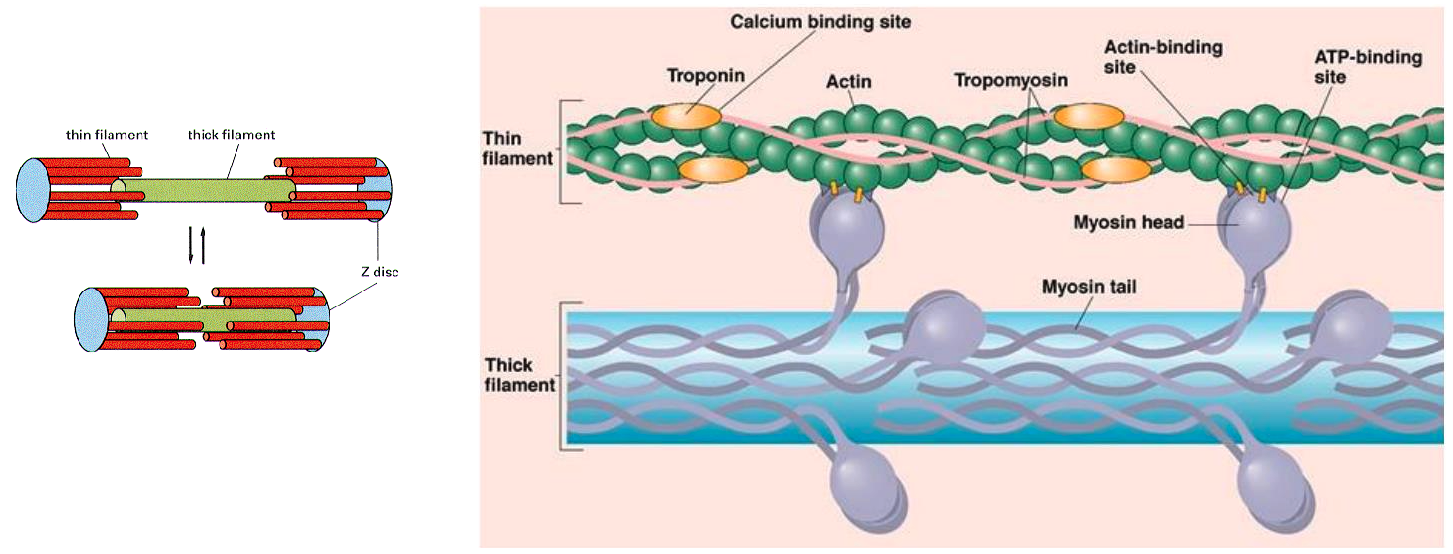 thin filament
thick filament
Z disc
Calcium binding site
Troponin
Actin
Tropomyosin
Actin-binding
site
ATP-binding
site
Thin
filament
Myosin head
Myosin tail
Thick
filament